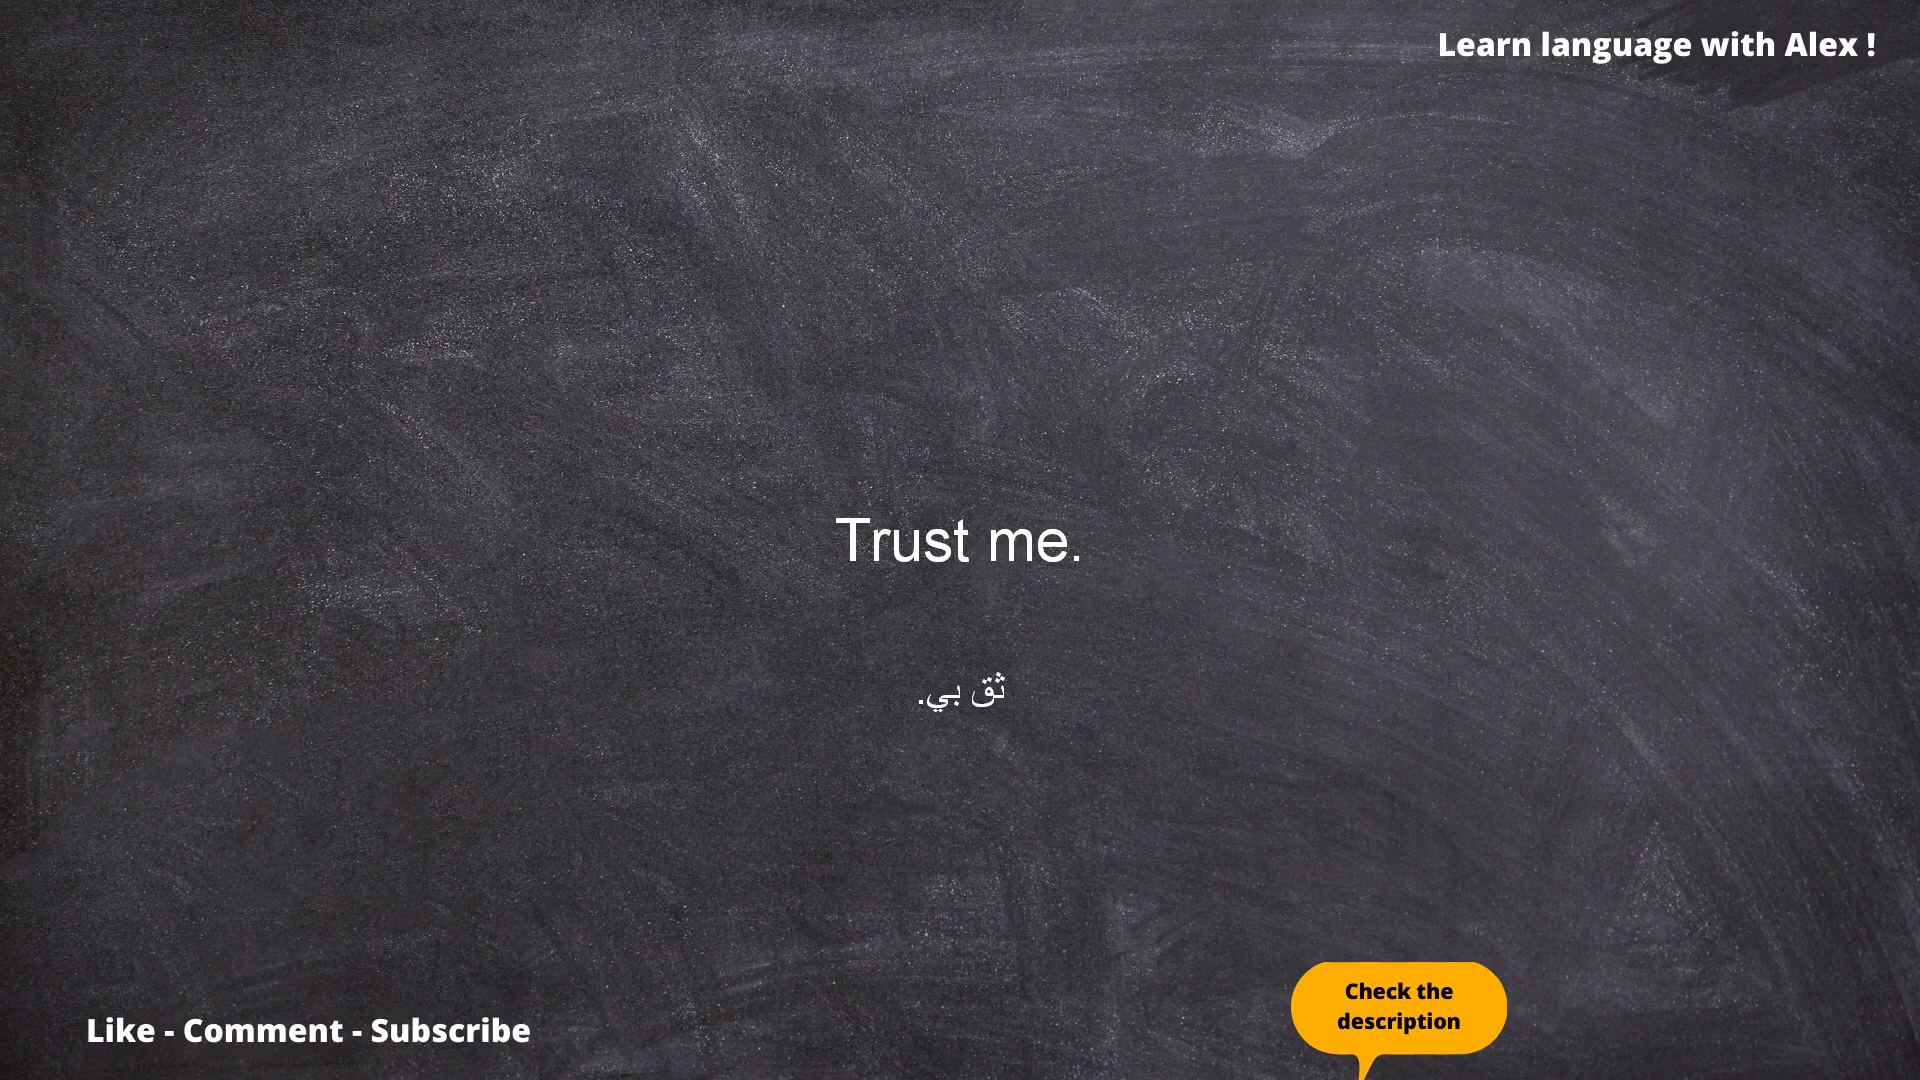 Learn language with Alex !
Trust me.
ثق بي.
Like - Comment - Subscribe
Check the
description